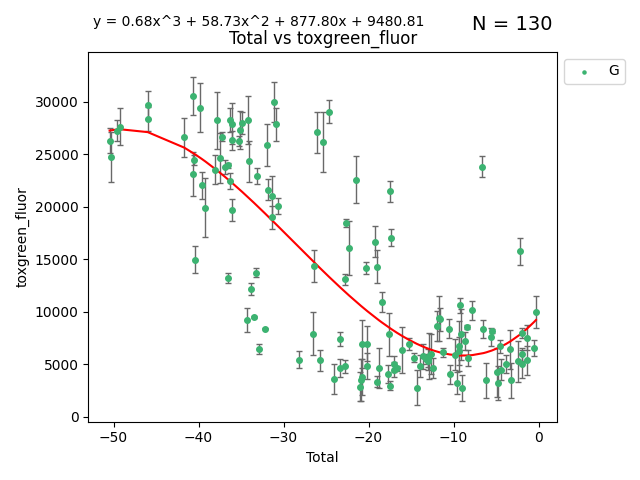 y = 0.68x^3 + 58.73x^2 + 877.80x + 9480.81
N = 130
Total vs toxgreen_fluor
G
30000
25000
20000
15000
10000
5000
0
toxgreen_fluor
−50 −40 −30 −20 −10 0
Total